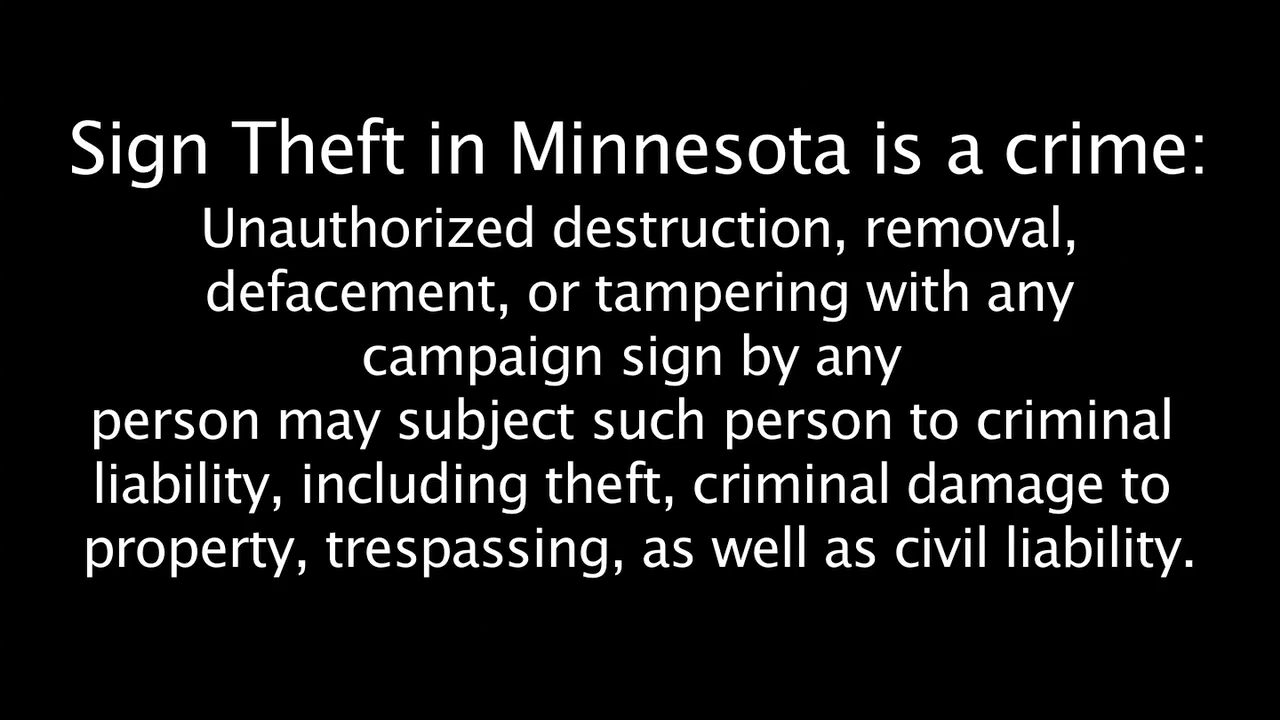 Sign Theft in Minnesota is a crime:
Unauthorized destruction, removal,
defacement, or tampering with any
campaign sign by any
person may subject such person to criminal
liability, including theft, criminal damage to
property, trespassing, as well as civil liability.